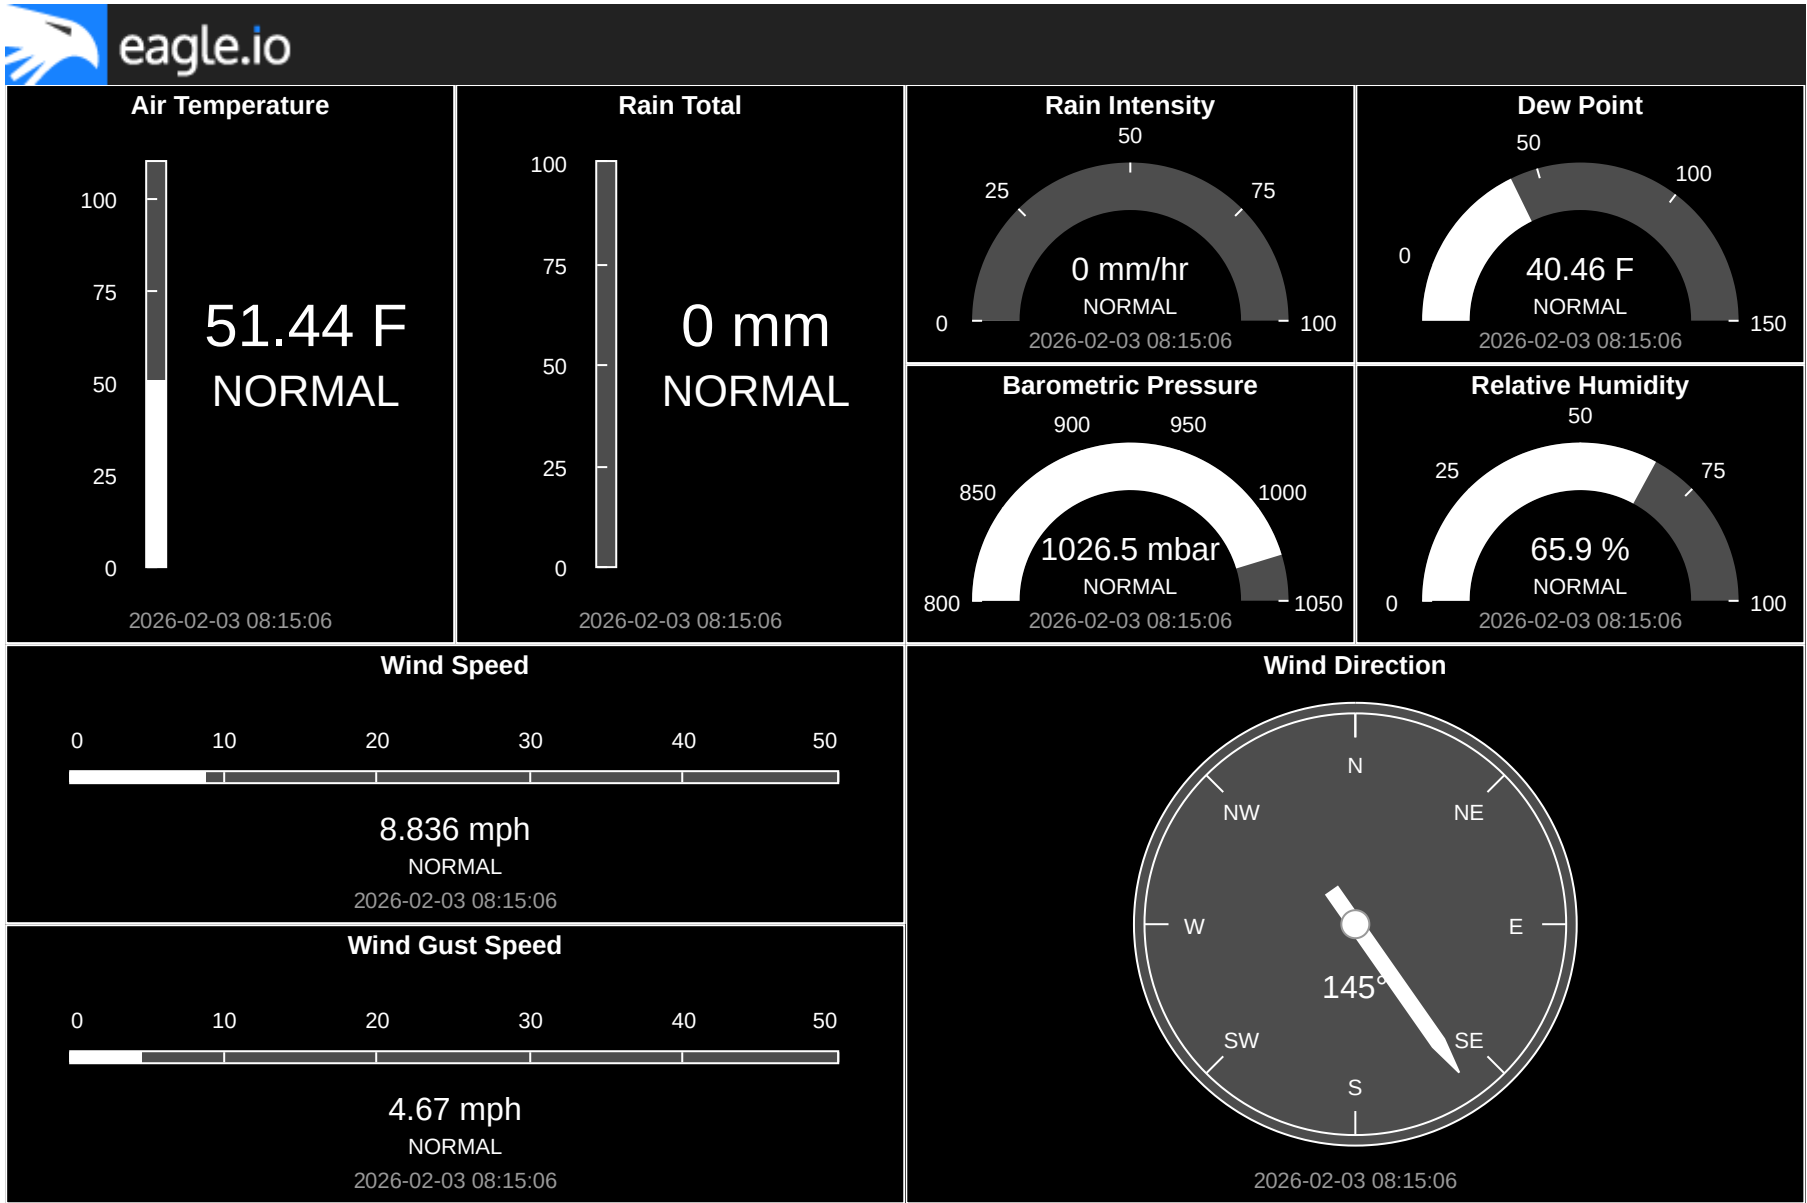 eagle.io
Air Temperature
100
75
50
25
0
51.44 F
NORMAL
2026-02-03 08:15:06
Rain Total
100
75
50
25
0
0 mm
NORMAL
2026-02-03 08:15:06
Rain Intensity
50
25
75
0
100
0 mm/hr
NORMAL
2026-02-03 08:15:06
Dew Point
50
100
0
150
40.46 F
NORMAL
2026-02-03 08:15:06
Barometric Pressure
900
950
850
1000
800
1050
1026.5 mbar
NORMAL
2026-02-03 08:15:06
Relative Humidity
50
25
75
0
100
65.9 %
NORMAL
2026-02-03 08:15:06
Wind Speed
0 10 20 30 40 50
8.836 mph
NORMAL
2026-02-03 08:15:06
Wind Gust Speed
0 10 20 30 40 50
4.67 mph
NORMAL
2026-02-03 08:15:06
Wind Direction
N
NW NE
W E
145°
SW SE
S
2026-02-03 08:15:06